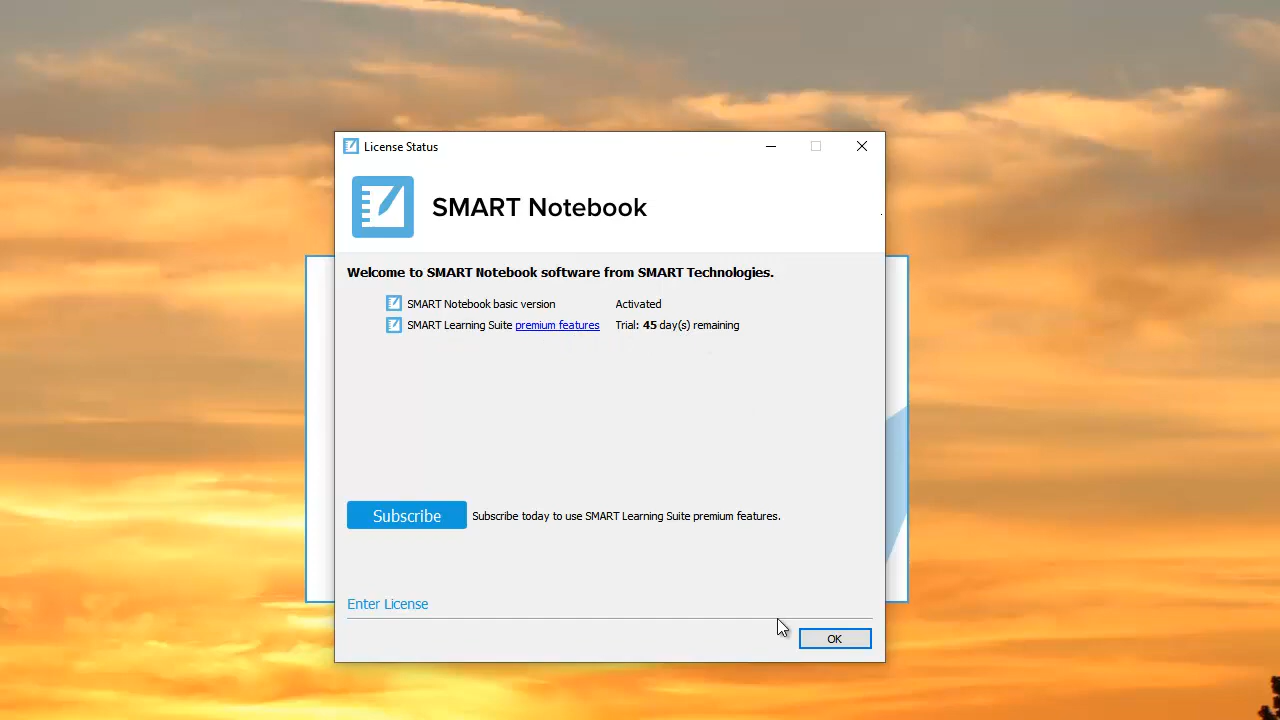 License Status
SMART Notebook
Welcome to SMART Notebook software from SMART Technologies.
SMART Notebook basic version Activated
SMART Learning Suite premium features Trial: 45 day(s) remaining
Subscribe Subscribe today to use SMART Learning Suite premium features.
Enter License
OK